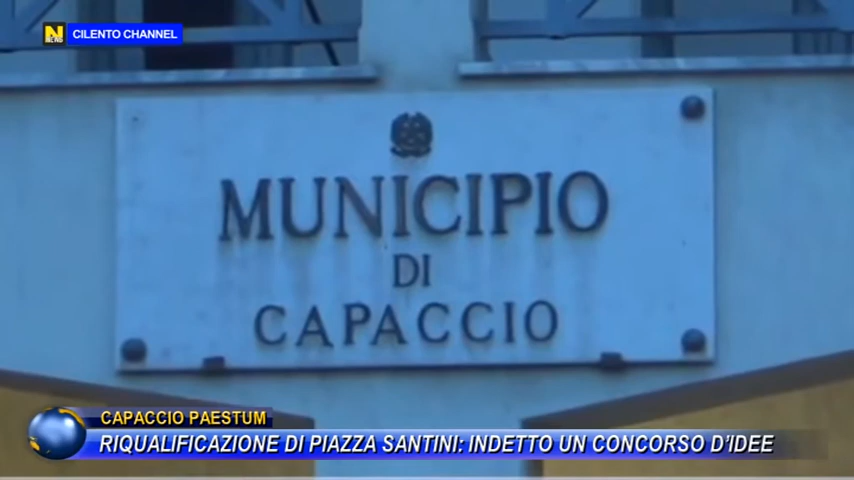 N
CILENTO CHANNEL
MUNICIPIO
DI
CAPACCIO
CAPACCIO PAESTUM
RIQUALIFICAZIONE DI PIAZZA SANTINI: INDETTO UN CONCORSO D'IDEE